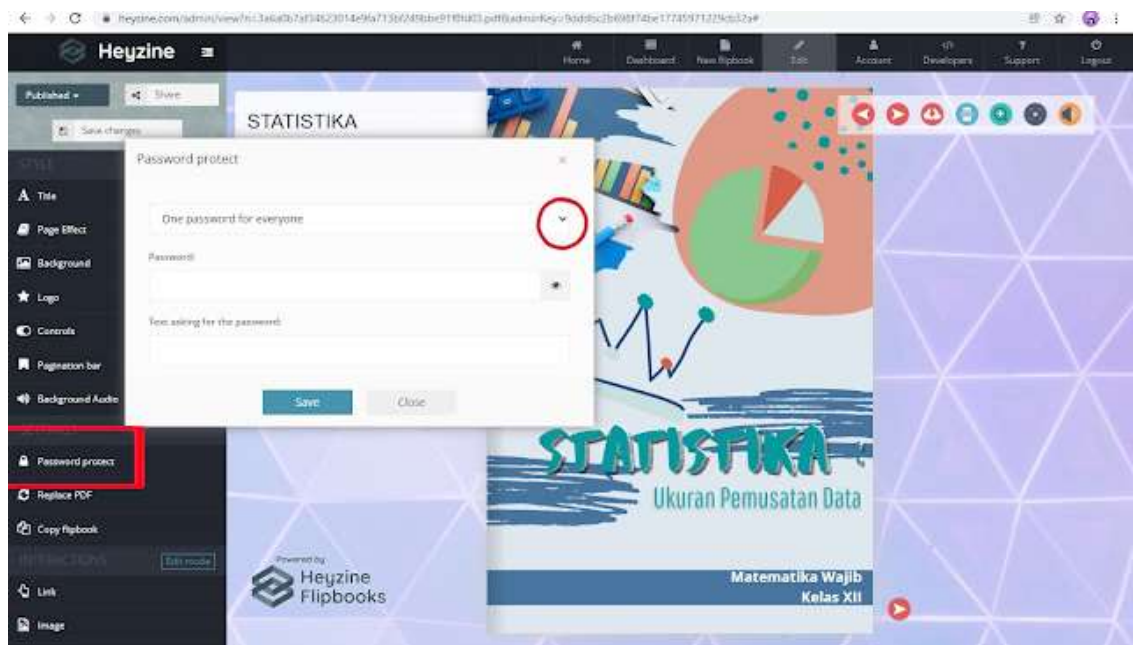 Heyzine
Home
Dashboard
New flipbook
Edit
Account
Developers
Support
Logout
Published
Share
Save changes
STYLE
Title
Page Effect
Background
Logo
Controls
Pagination bar
Background Audio
SETTINGS
Password protect
Replace PDF
Copy flipbook
INTERACTIONS
Edit mode
Link
Image
STATISTIKA
Password protect
One password for everyone
Password:
Text asking for the password:
Save
Close
Powered by
Heyzine
Flipbooks
STATISTIKA
Ukuran Pemusatan Data
Matematika Wajib
Kelas XII